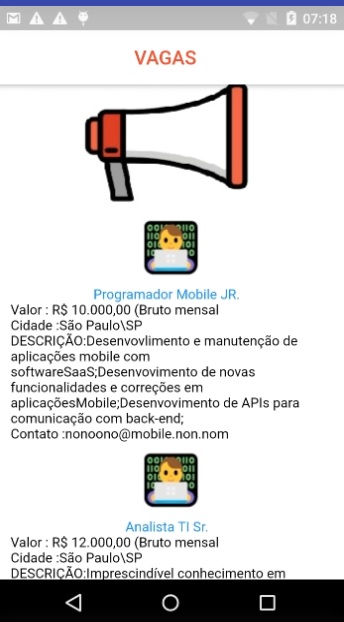 07:18
VAGAS
Programador Mobile JR.
Valor : R$ 10.000,00 (Bruto mensal
Cidade :São Paulo\SP
DESCRIÇÃO:Desenvovlimento e manutenção de
aplicações mobile com
softwareSaaS;Desenvovimento de novas
funcionalidades e correções em
aplicaçõesMobile;Desenvovimento de APIs para
comunicação com back-end;
Contato :nonoono@mobile.non.nom
Analista TI Sr.
Valor : R$ 12.000,00 (Bruto mensal
Cidade :São Paulo\SP
DESCRIÇÃO:Imprescindível conhecimento em